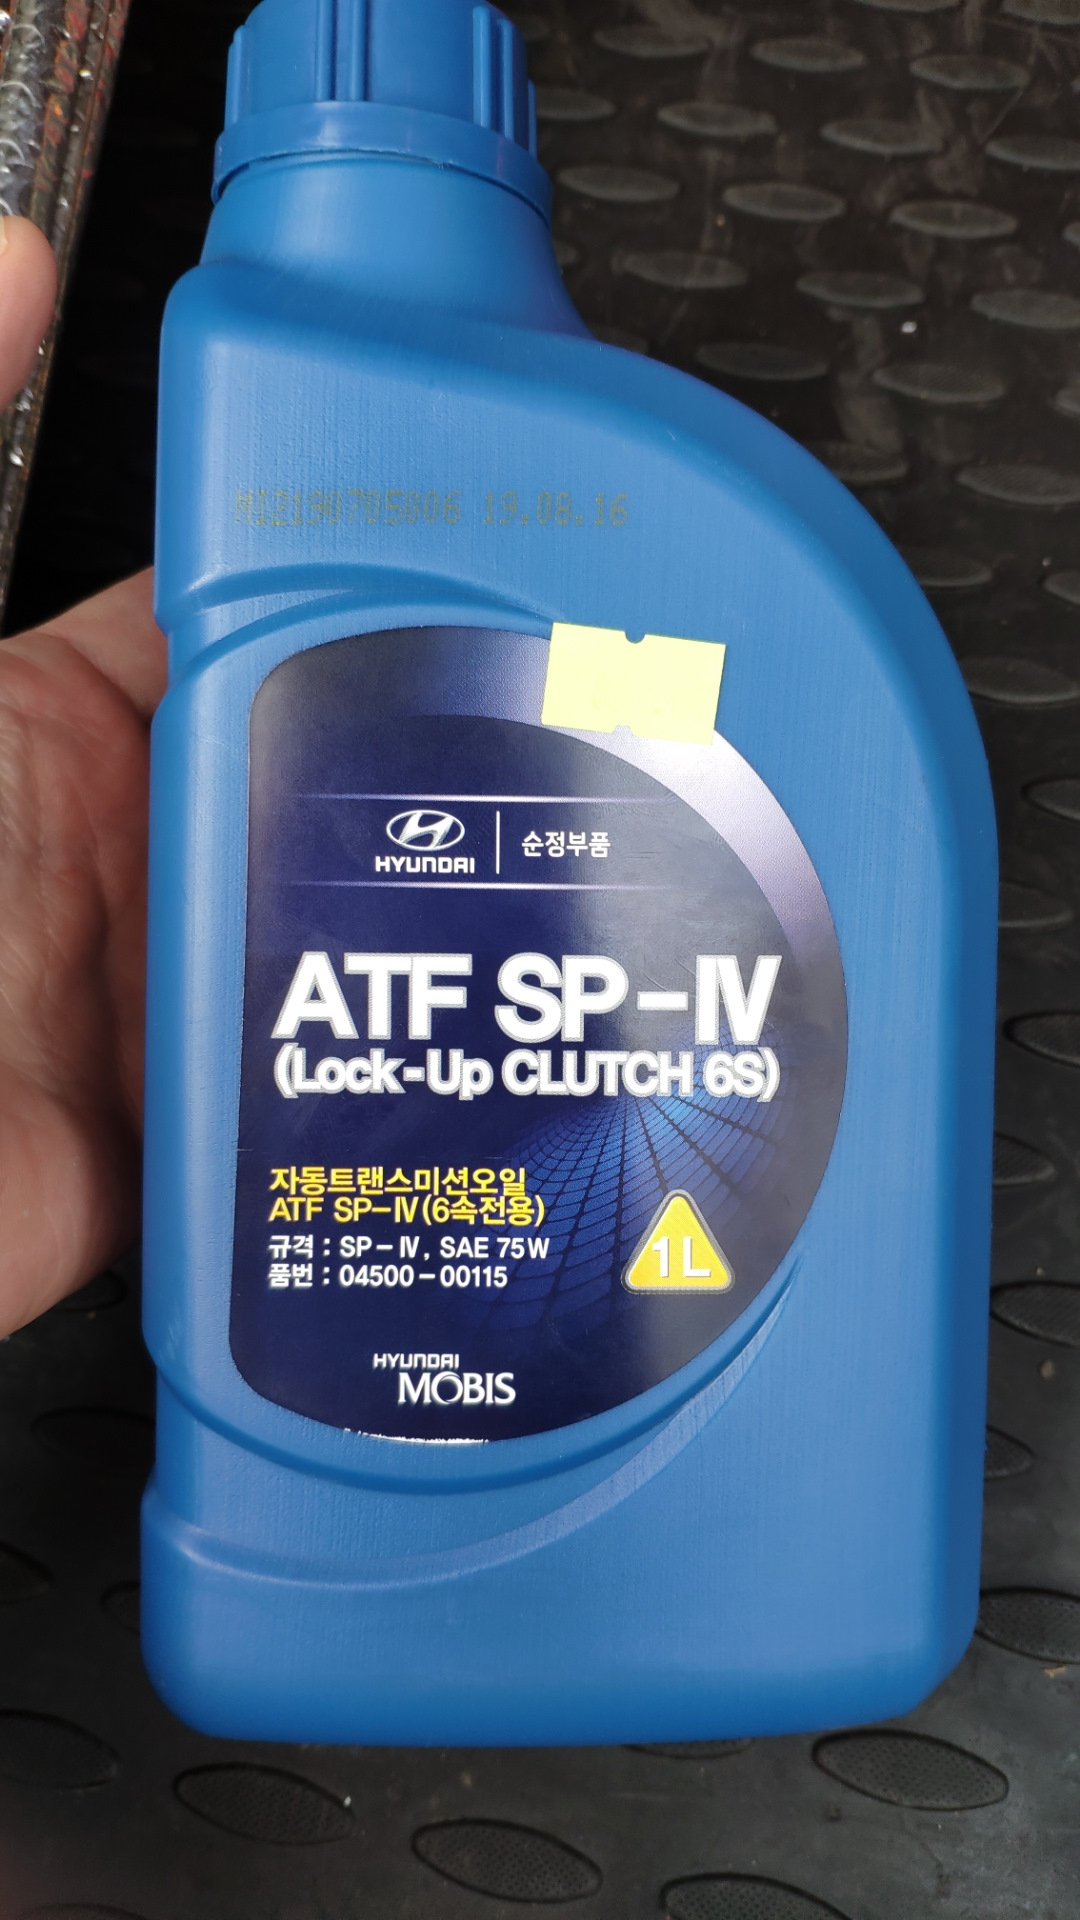 MI2190705006 19.08.16
HYUNDAI 순정부품
ATF SP-IV
(Lock-Up CLUTCH 6S)
자동트랜스미션오일
ATF SP-IV(6속전용)
규격 : SP-IV, SAE 75W
품번 : 04500-00115
1L
HYUNDAI
MOBIS